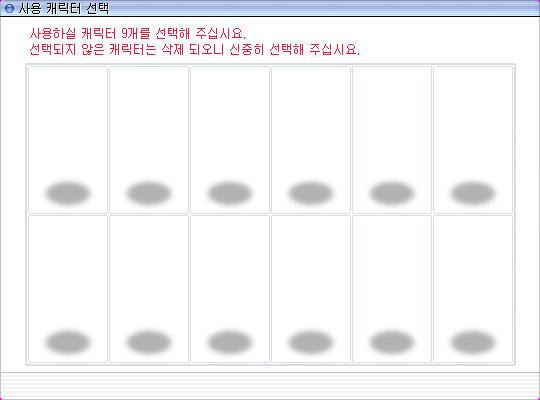 사용 캐릭터 선택
사용하실 캐릭터 9개를 선택해 주십시요.
선택되지 않은 캐릭터는 삭제 되오니 신중히 선택해 주십시요.